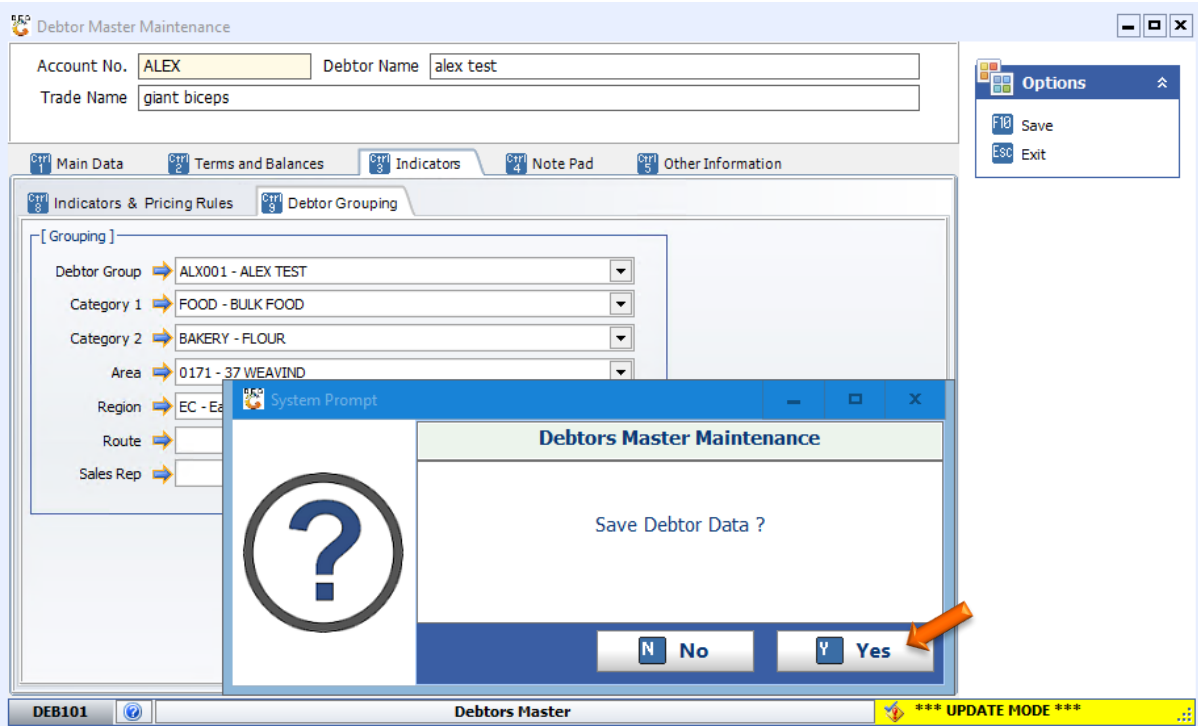 Debtor Master Maintenance
Account No. ALEX Debtor Name alex test
Trade Name giant biceps
Options
F10 Save
Esc Exit
Ctrl 1 Main Data Ctrl 2 Terms and Balances Ctrl 3 Indicators Ctrl 4 Note Pad Ctrl 5 Other Information
Ctrl 8 Indicators & Pricing Rules Ctrl 9 Debtor Grouping
[ Grouping ]
Debtor Group ALX001 - ALEX TEST
Category 1 FOOD - BULK FOOD
Category 2 BAKERY - FLOUR
Area 0171 - 37 WEAVIND
Region EC - Ea
Route
Sales Rep
System Prompt
Debtors Master Maintenance
?
Save Debtor Data ?
N No Y Yes
DEB101 ? Debtors Master *** UPDATE MODE ***